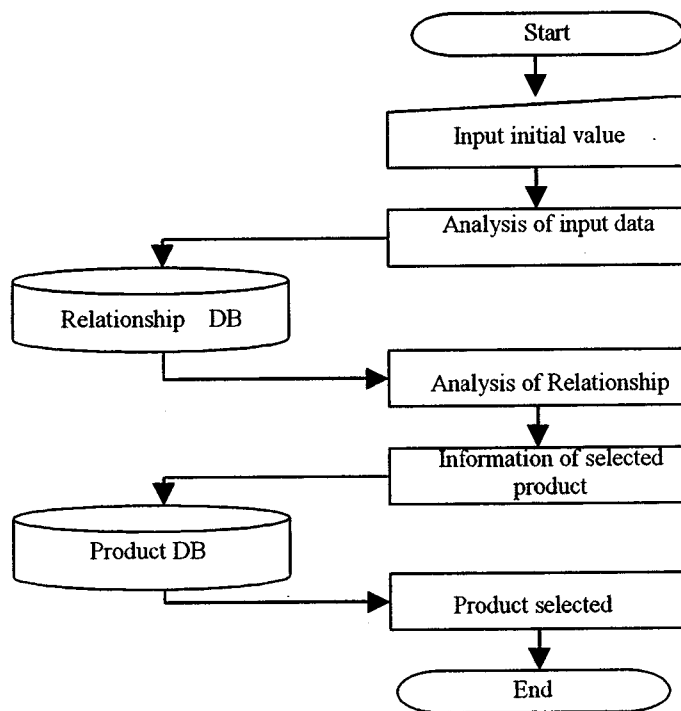 Start
Input initial value
Analysis of input data
Relationship DB
Analysis of Relationship
Information of selected
product
Product DB
Product selected
End